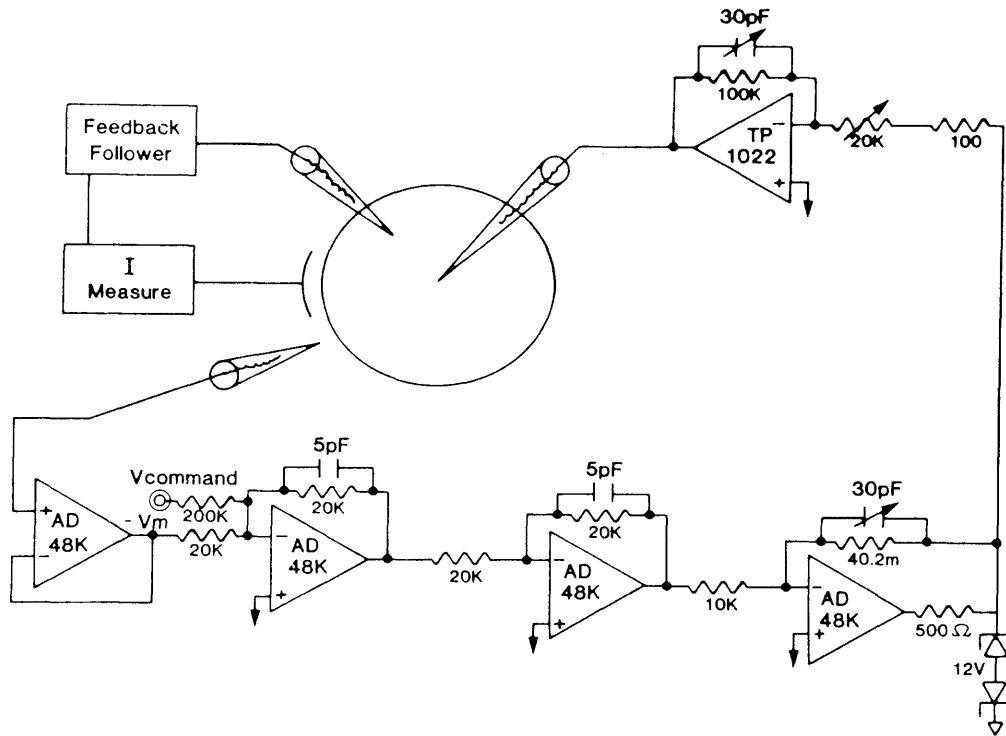 30pF
100K
TP
1022
-
+
20K
100
Feedback
Follower
I
Measure
Vcommand
200K
- Vm
20K
+
AD
48K
-
5pF
20K
-
AD
48K
+
20K
5pF
20K
-
AD
48K
+
10K
30pF
40.2m
-
AD
48K
+
500 Ω
12V